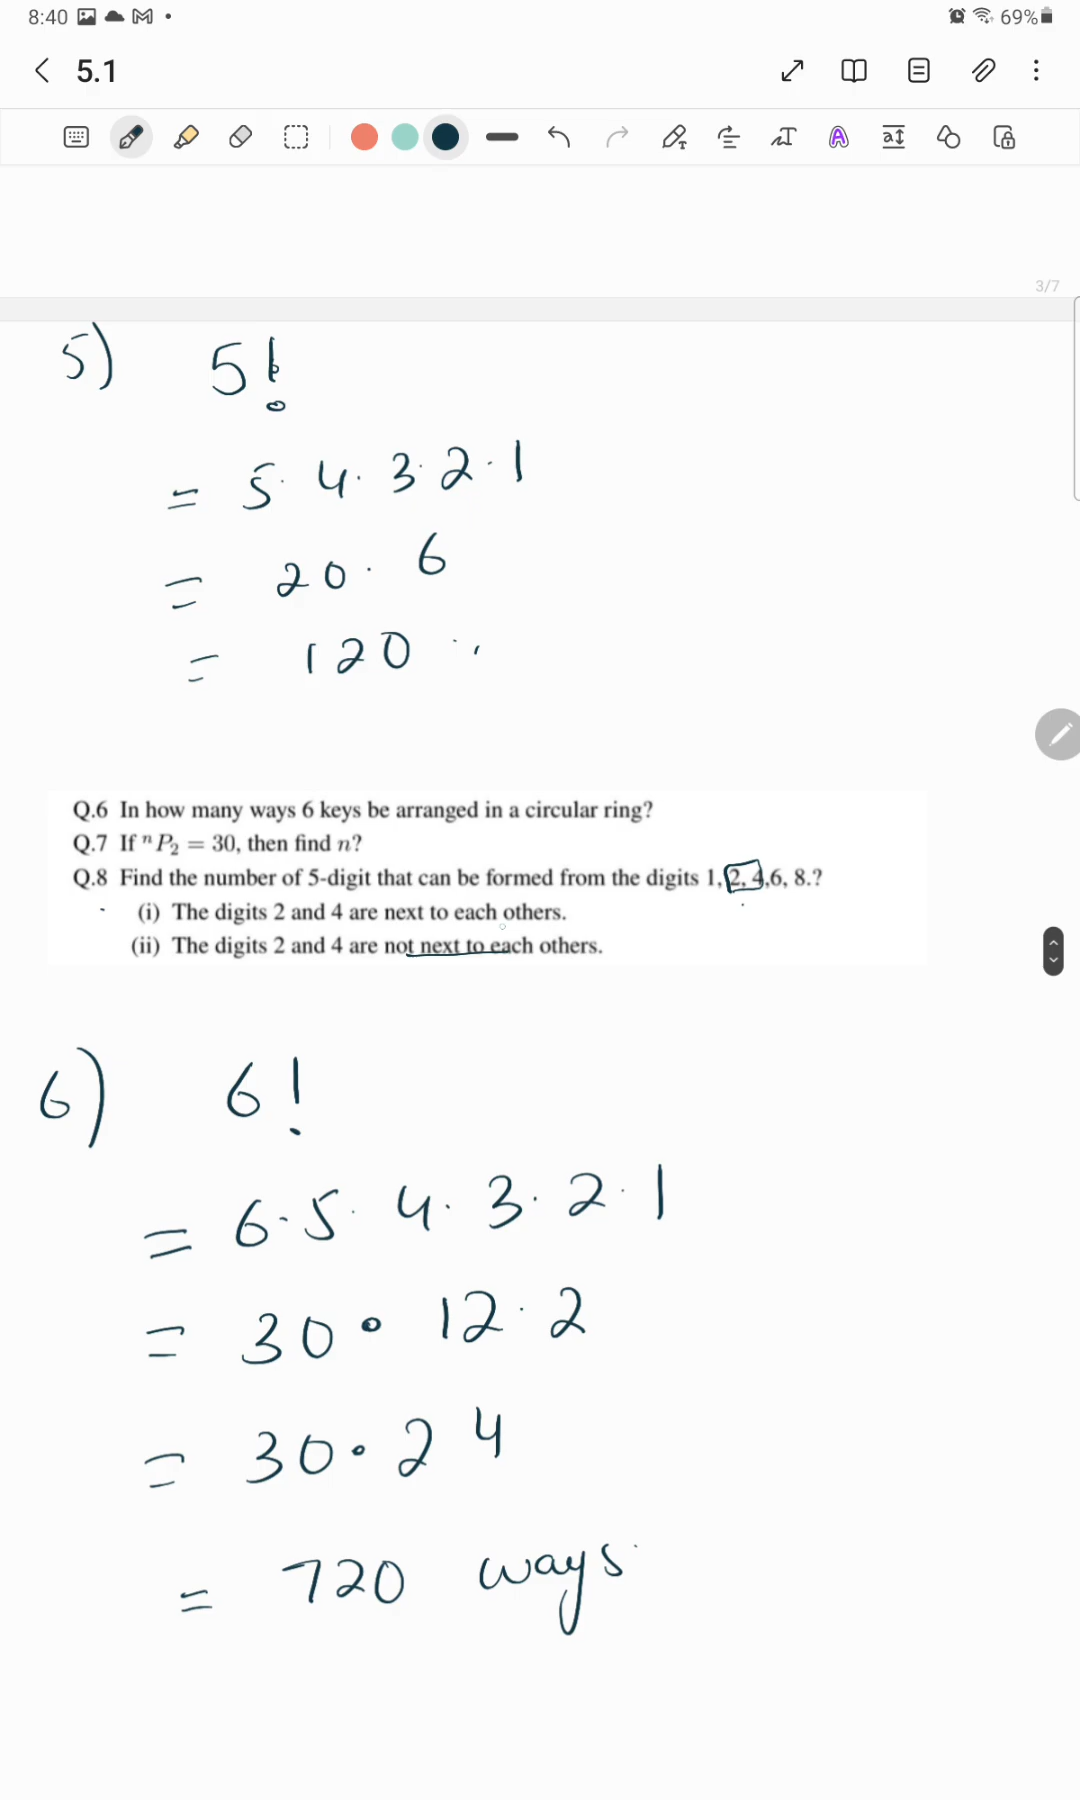 8:40 69%
5.1
3/7
5) 5!
= 5·4·3·2·1
= 20·6
= 120
Q.6 In how many ways 6 keys be arranged in a circular ring?
Q.7 If ⁿP₂ = 30, then find n?
Q.8 Find the number of 5-digit that can be formed from the digits 1, 2, 4,6, 8.?
(i) The digits 2 and 4 are next to each others.
(ii) The digits 2 and 4 are not next to each others.
6) 6!
= 6·5·4·3·2·1
= 30·12·2
= 30·24
= 720 ways